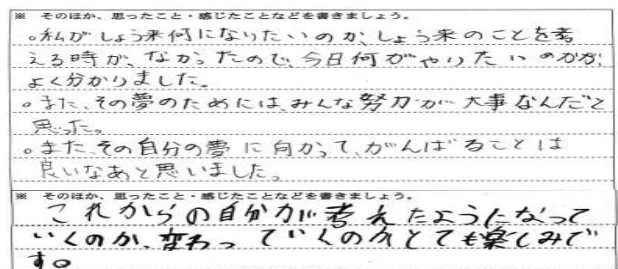 ※ そのほか、思ったこと・感じたことなどを書きましょう。
。私がしょう来何になりたいのか、しょう来のことを考
える時が、なかったので、今日何がやりたいのかが、
よく分かりました。
。また、その夢のためには、みんな努力が大事なんだと
思った。
。また、その自分の夢に向かって、がんばることは
良いなあと思いました。
※ そのほか、思ったこと・感じたことなどを書きましょう。
これからの自分が考えたようになって
いくのか、変わっていくのかとても楽しみで
す。